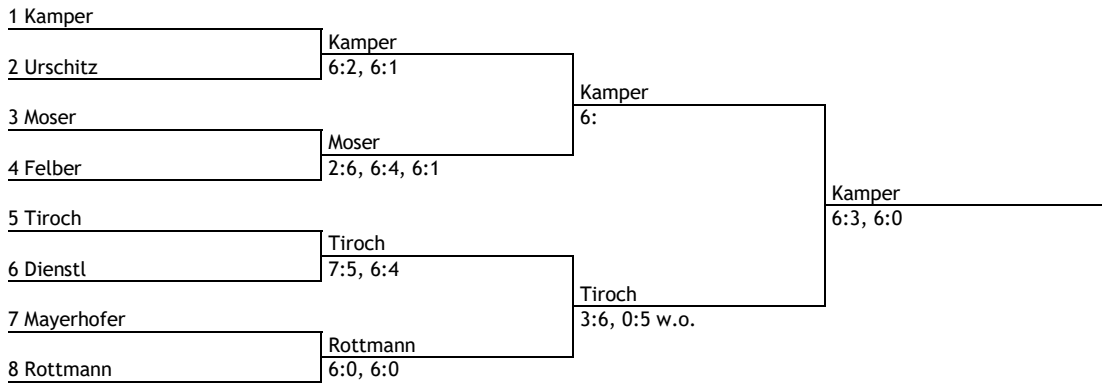 1 Kamper
Kamper
2 Urschitz
6:2, 6:1
Kamper
3 Moser
6:
Moser
4 Felber
2:6, 6:4, 6:1
Kamper
5 Tiroch
6:3, 6:0
Tiroch
6 Dienstl
7:5, 6:4
Tiroch
7 Mayerhofer
3:6, 0:5 w.o.
Rottmann
8 Rottmann
6:0, 6:0